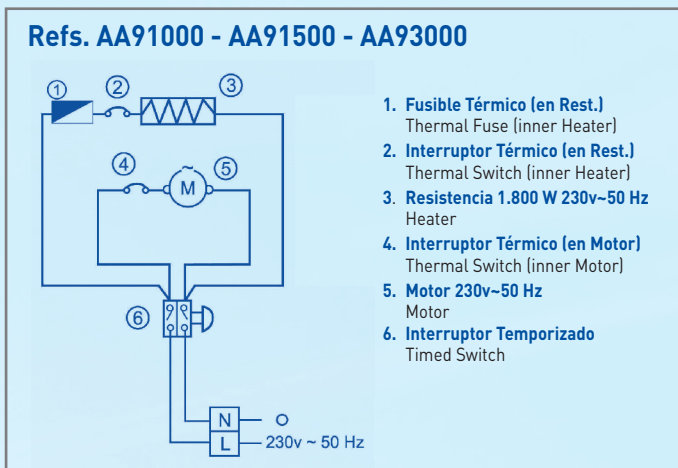 Refs. AA91000 - AA91500 - AA93000
1 2 3
4 ~ M 5
6
N
L 230v ~ 50 Hz
1. Fusible Térmico (en Rest.)
Thermal Fuse (inner Heater)
2. Interruptor Térmico (en Rest.)
Thermal Switch (inner Heater)
3. Resistencia 1.800 W 230v~50 Hz
Heater
4. Interruptor Térmico (en Motor)
Thermal Switch (inner Motor)
5. Motor 230v~50 Hz
Motor
6. Interruptor Temporizado
Timed Switch